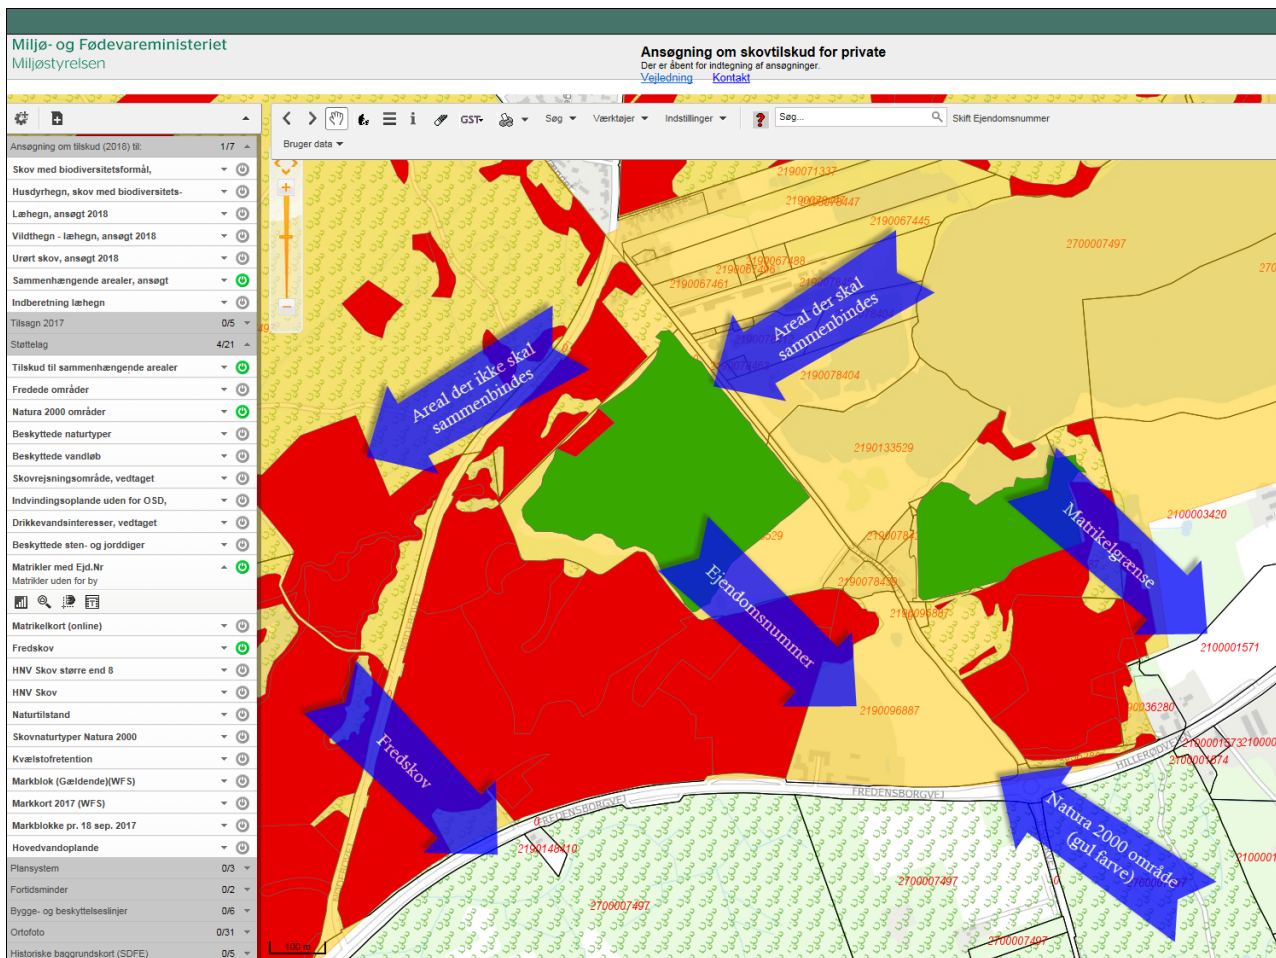 Miljø- og Fødevareministeriet
Miljøstyrelsen
Ansøgning om skovtilskud for private
Der er åbent for indtegning af ansøgninger.
Vejledning Kontakt
GST
Søg
Værktøjer
Indstillinger
?
Søg...
Skift Ejendomsnummer
Bruger data
Ansøgning om tilskud (2018) til: 1/7
Skov med biodiversitetsformål,
Husdyrhegn, skov med biodiversitets-
Læhegn, ansøgt 2018
Vildthegn - læhegn, ansøgt 2018
Urørt skov, ansøgt 2018
Sammenhængende arealer, ansøgt
Indberetning læhegn
Tilsagn 2017 0/5
Støttelag 4/21
Tilskud til sammenhængende arealer
Fredede områder
Natura 2000 områder
Beskyttede naturtyper
Beskyttede vandløb
Skovrejsningsområde, vedtaget
Indvindingsoplande uden for OSD,
Drikkevandsinteresser, vedtaget
Beskyttede sten- og jorddiger
Matrikler med Ejd.Nr
Matrikler uden for by
Matrikelkort (online)
Fredskov
HNV Skov større end 8
HNV Skov
Naturtilstand
Skovnaturtyper Natura 2000
Kvælstofretention
Markblok (Gældende)(WFS)
Markkort 2017 (WFS)
Markblokke pr. 18 sep. 2017
Hovedvandoplande
Plansystem 0/3
Fortidsminder 0/2
Bygge- og beskyttelseslinjer 0/6
Ortofoto 0/31
Historiske baggrundskort (SDFE) 0/5
2190071337
2190067445
2700007497
2190067488
2190067461
Areal der skal
sammenbindes
Areal der ikke skal
sammenbindes
2190078404
2190133529
2100003420
Matrikelgrænse
2190078439
2190096887
2100001571
Ejendomsnummer
2190096887
Fredskov
2100001574
HILLERØDVEJ
FREDENSBORGVEJ
FREDENSBORGVEJ
0
2190148410
Natura 2000 område
(gul farve)
2700007497
2700007497
0
2700007497
100 m